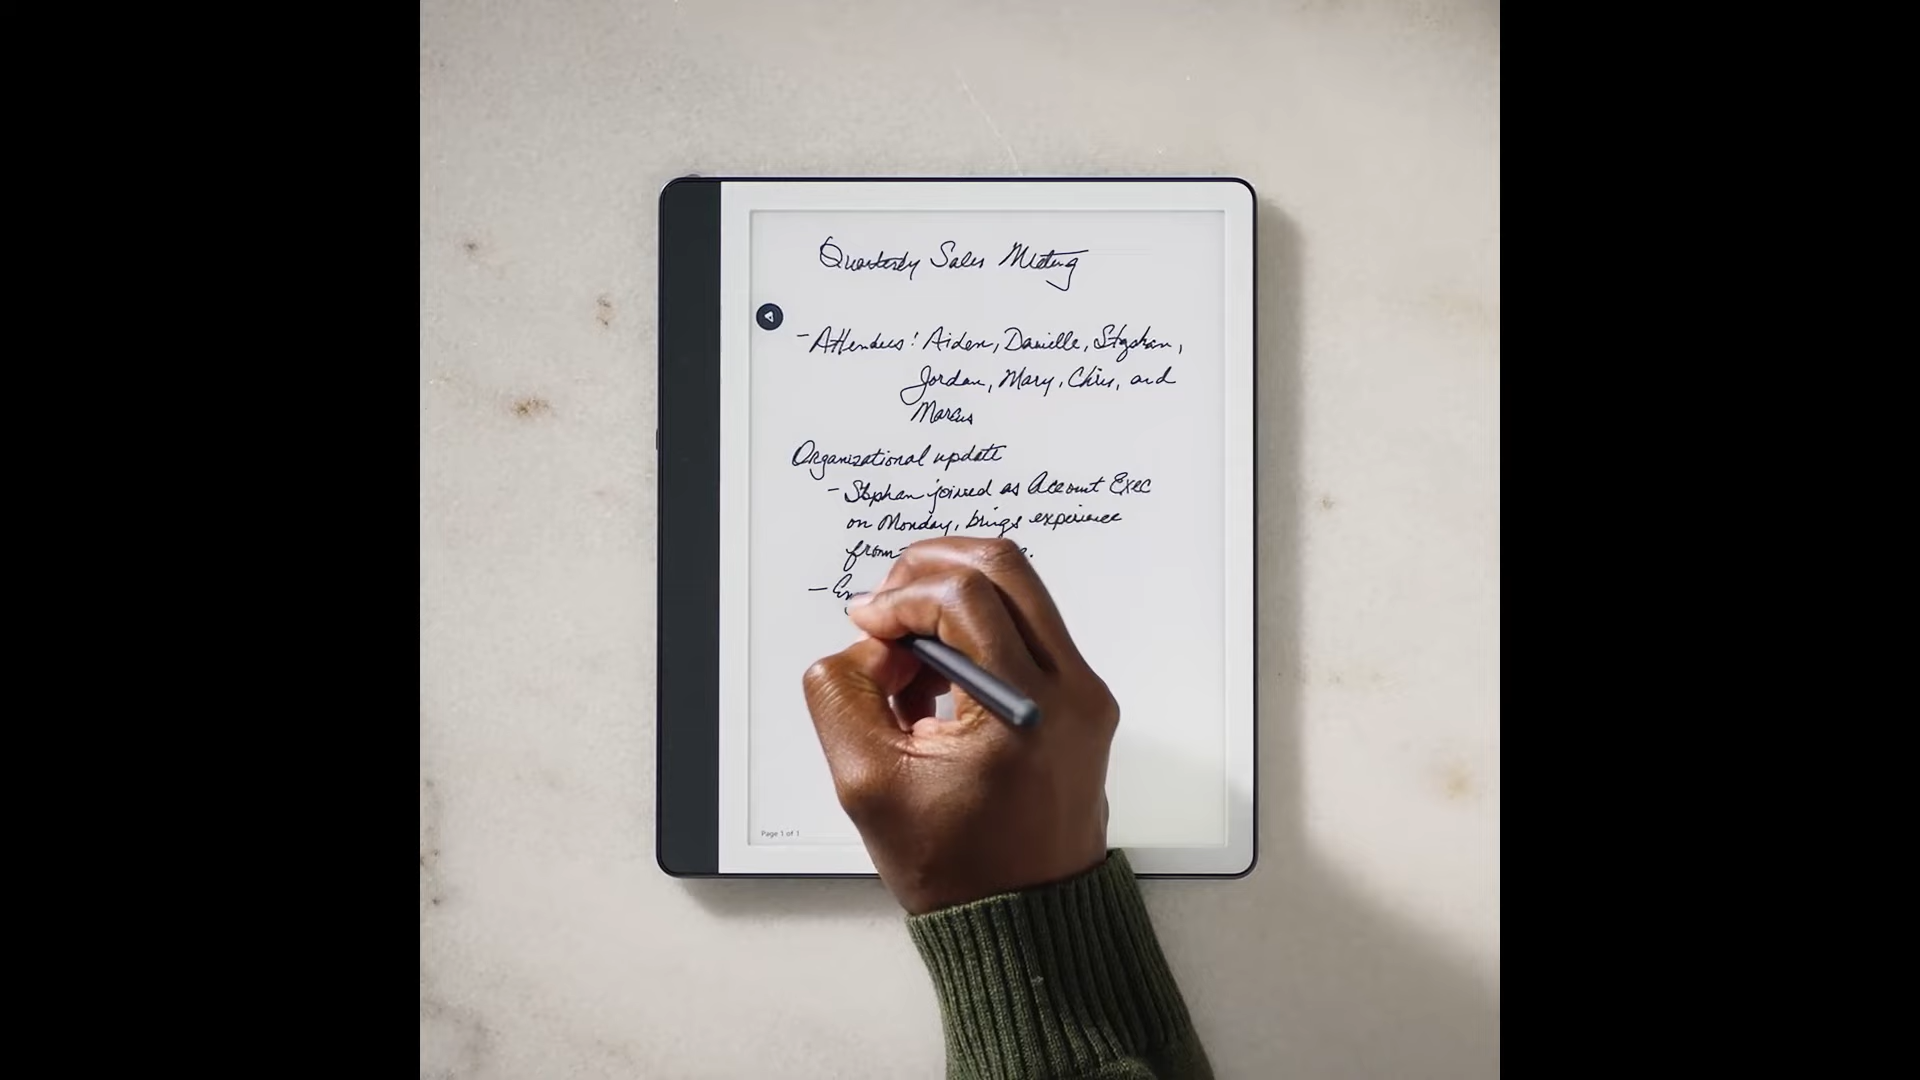 Quarterly Sales Meeting
- Attendees: Aiden, Danielle, Stephan,
Jordan, Mary, Chris, and
Marcus
Organizational update
- Stephan joined as Account Exec
on Monday, brings experience
from
-
Page 1 of 1